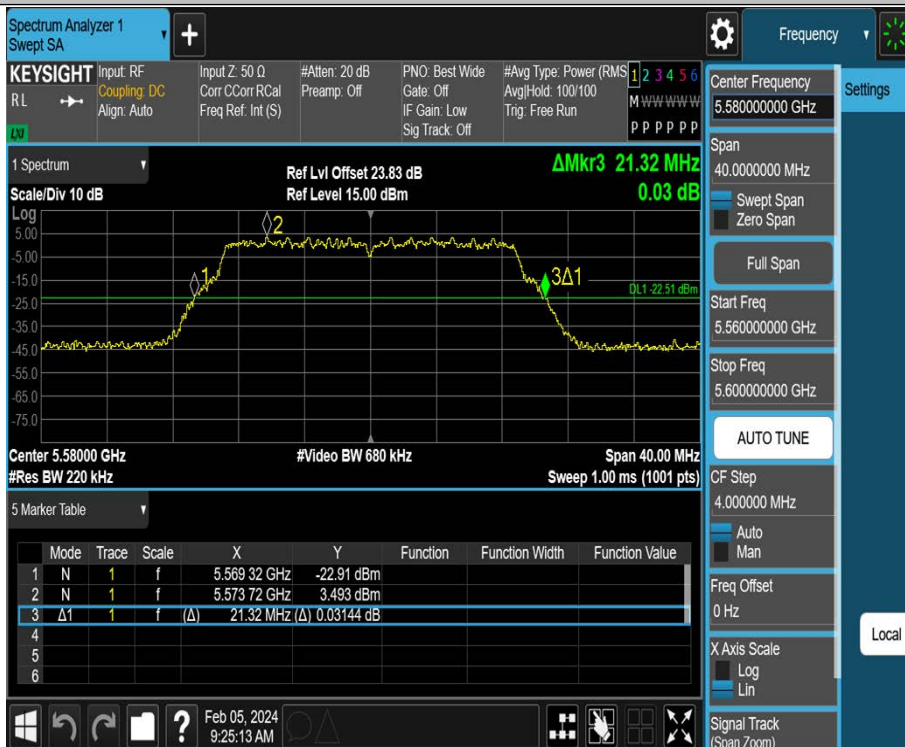 Spectrum Analyzer 1
Swept SA
+
Frequency
KEYSIGHT
R L
LXI
Input: RF
Coupling: DC
Align: Auto
Input Z: 50 Ω
Corr CCorr RCal
Freq Ref: Int (S)
#Atten: 20 dB
Preamp: Off
PNO: Best Wide
Gate: Off
IF Gain: Low
Sig Track: Off
#Avg Type: Power (RMS
Avg|Hold: 100/100
Trig: Free Run
1 2 3 4 5 6
M W W W W W
P P P P P P
Center Frequency
5.580000000 GHz
Settings
Span
40.0000000 MHz
Swept Span
Zero Span
Full Span
Start Freq
5.560000000 GHz
Stop Freq
5.600000000 GHz
AUTO TUNE
CF Step
4.000000 MHz
Auto
Man
Freq Offset
0 Hz
X Axis Scale
Log
Lin
Local
Signal Track
(Span Zoom)
1 Spectrum
Scale/Div 10 dB
Ref Lvl Offset 23.83 dB
Ref Level 15.00 dBm
ΔMkr3 21.32 MHz
0.03 dB
Log
5.00
-5.00
-15.0
-25.0
-35.0
-45.0
-55.0
-65.0
-75.0
1
2
3Δ1
DL1 -22.51 dBm
Center 5.58000 GHz
#Video BW 680 kHz
Span 40.00 MHz
#Res BW 220 kHz
Sweep 1.00 ms (1001 pts)
5 Marker Table
Mode Trace Scale X Y Function Function Width Function Value
1 N 1 f 5.569 32 GHz -22.91 dBm
2 N 1 f 5.573 72 GHz 3.493 dBm
3 Δ1 1 f (Δ) 21.32 MHz (Δ) 0.03144 dB
4
5
6
?
Feb 05, 2024
9:25:13 AM